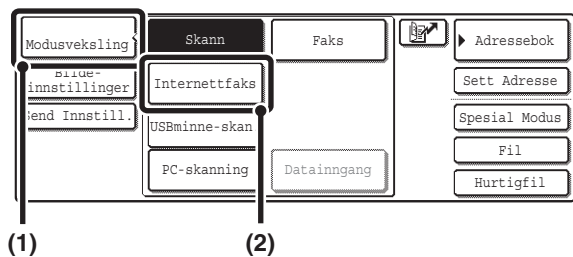 Modusveksling
Skann
Faks
Adressebok
Bilde-
innstillinger
Internettfaks
Sett Adresse
Send Innstill.
USBminne-skan
Spesial Modus
Fil
PC-skanning
Datainngang
Hurtigfil
(1)
(2)